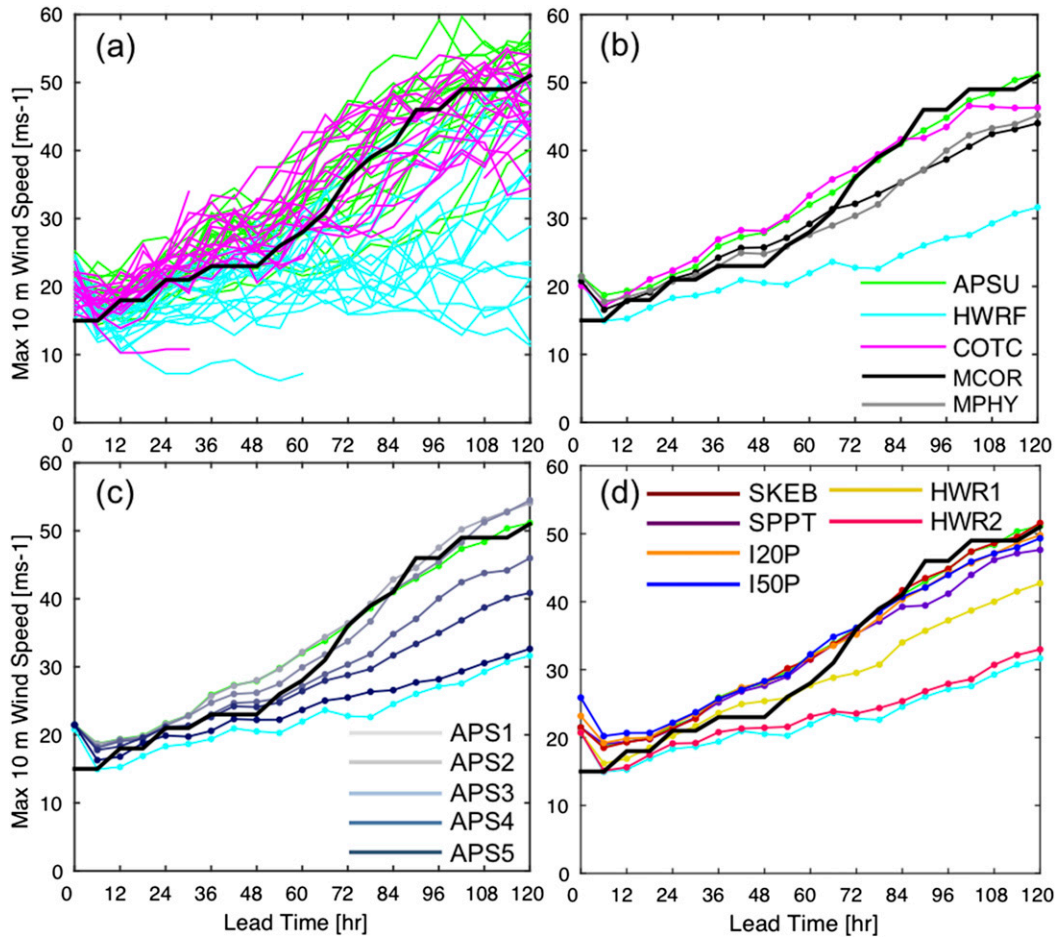 (a)
Max 10 m Wind Speed [ms-1]
60
50
40
30
20
10
0
0 12 24 36 48 60 72 84 96 108 120
(b)
60
50
40
30
20
10
0
APSU
HWRF
COTC
MCOR
MPHY
0 12 24 36 48 60 72 84 96 108 120
(c)
Max 10 m Wind Speed [ms-1]
60
50
40
30
20
10
0
APS1
APS2
APS3
APS4
APS5
0 12 24 36 48 60 72 84 96 108 120
Lead Time [hr]
(d)
60
50
40
30
20
10
0
SKEB HWR1
SPPT HWR2
I20P
I50P
0 12 24 36 48 60 72 84 96 108 120
Lead Time [hr]